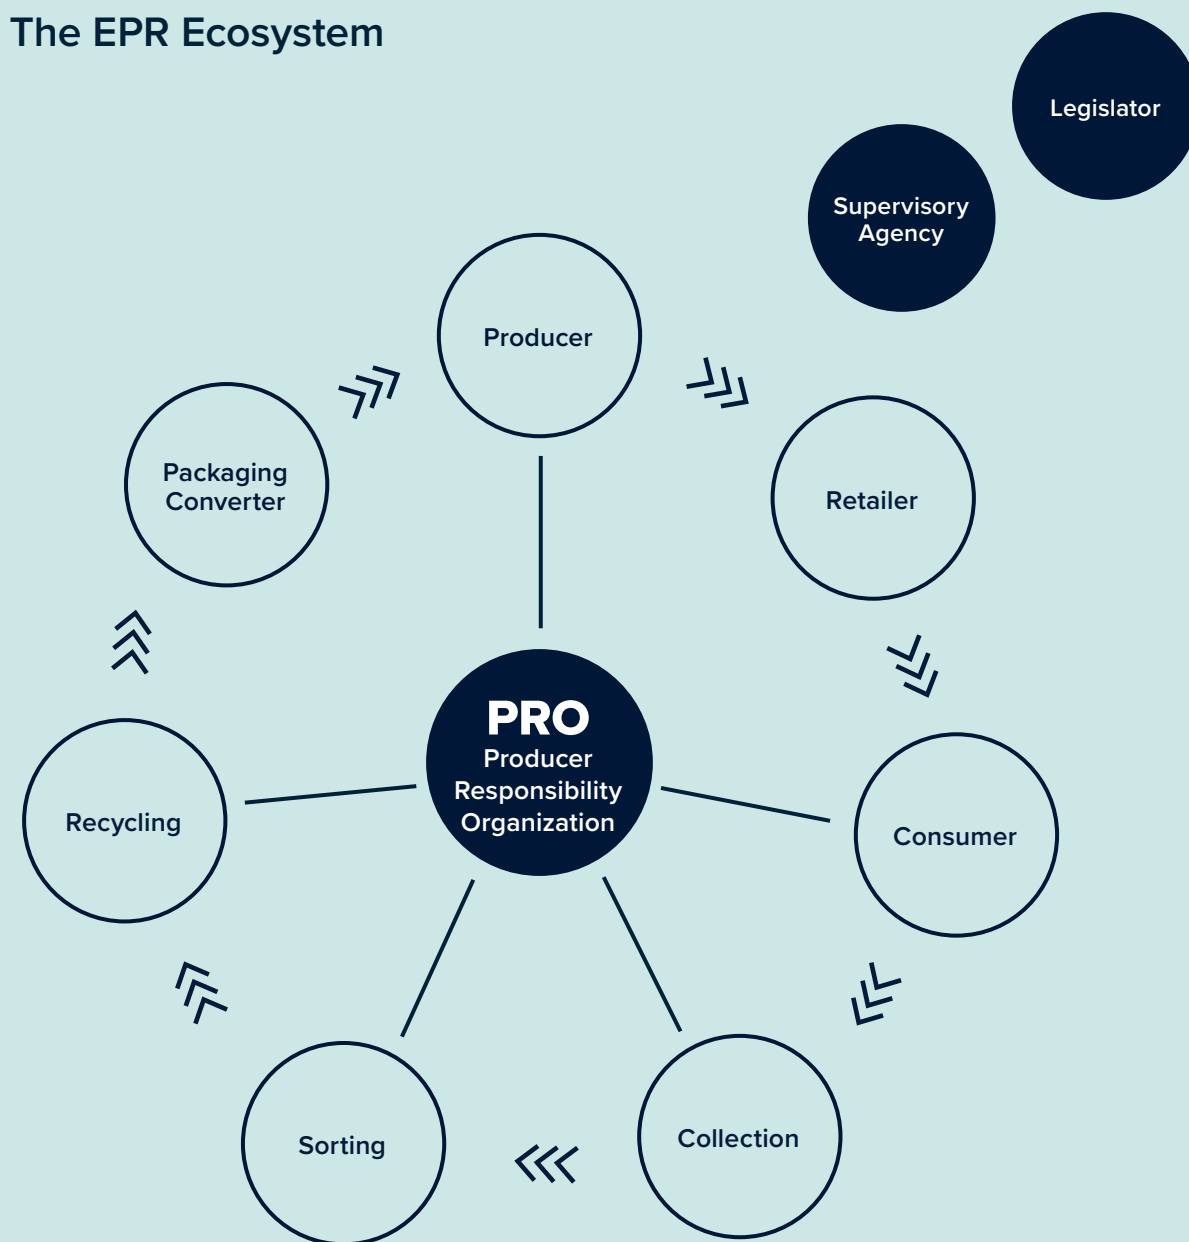 The EPR Ecosystem
Legislator
Supervisory
Agency
Producer
Packaging
Converter
Retailer
PRO
Producer
Responsibility
Organization
Recycling
Consumer
Sorting
Collection